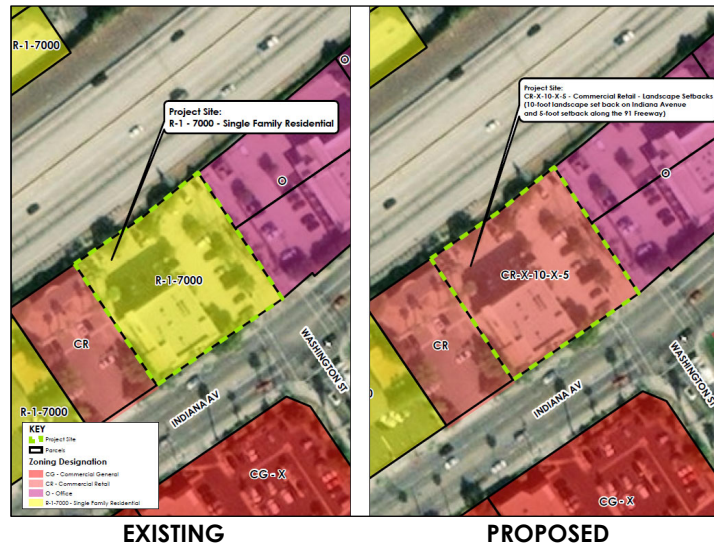 R-1-7000
Project Site:
R-1 - 7000 - Single Family Residential
O
O
R-1-7000
CR
R-1-7000
INDIANA AV
WASHINGTON ST
CG - X
KEY
Project Site
Parcels
Zoning Designation
CG - Commercial General
CR - Commercial Retail
O - Office
R-1-7000 - Single Family Residential
EXISTING
Project Site:
CR-X-10-X-5 - Commercial Retail - Landscape Setbacks
(10-foot landscape set back on Indiana Avenue
and 5-foot setback along the 91 Freeway)
O
CR-X-10-X-5
CR
INDIANA AV
WASHINGTON ST
CG - X
PROPOSED